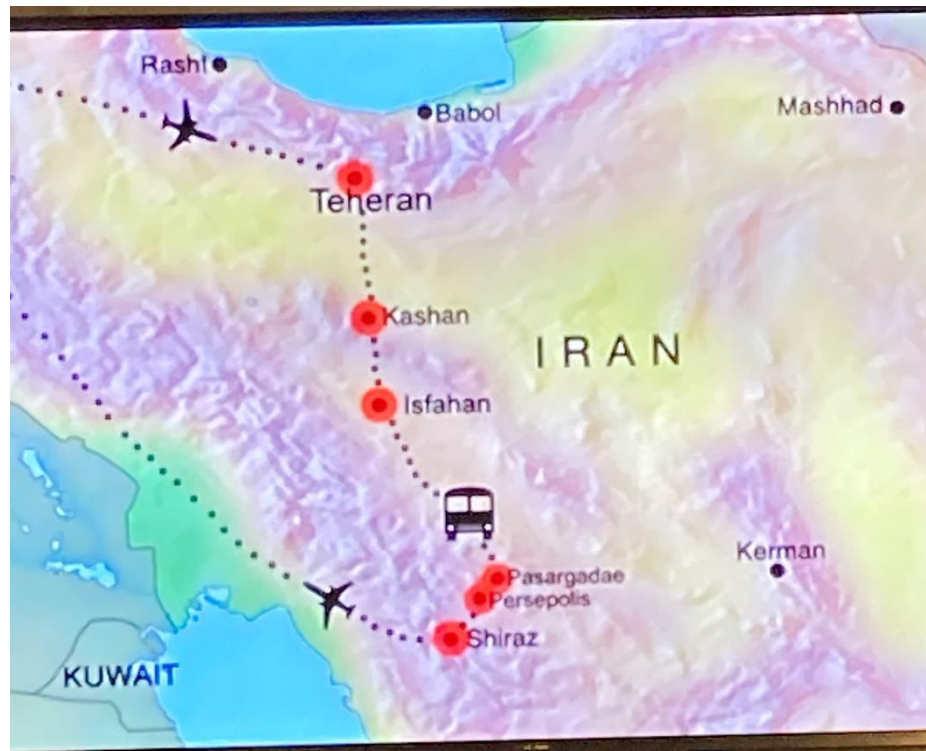 Rasht
Babol
Mashhad
Teheran
Kashan
IRAN
Isfahan
Kerman
Pasargadae
Persepolis
Shiraz
KUWAIT